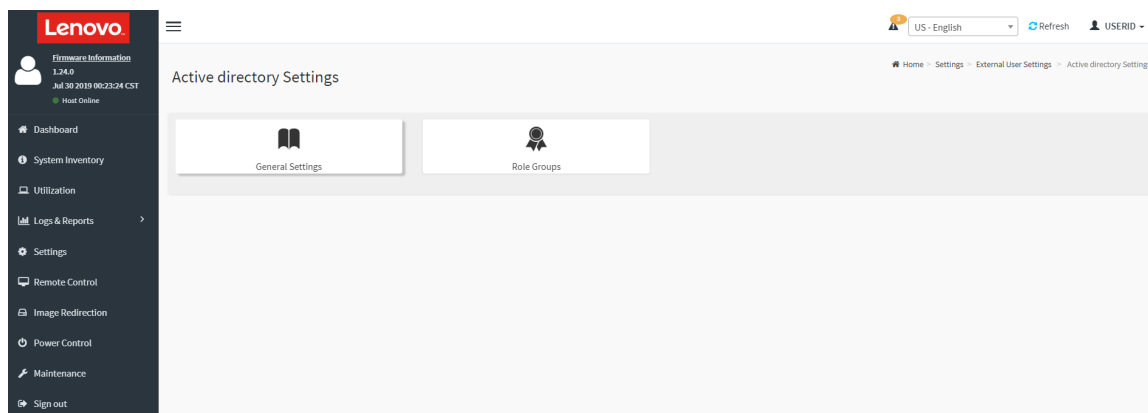 Lenovo.
Firmware Information
1.24.0
Jul 30 2019 00:23:24 CST
Host Online
Dashboard
System Inventory
Utilization
Logs & Reports
Settings
Remote Control
Image Redirection
Power Control
Maintenance
Sign out
3
US - English
Refresh
USERID
Active directory Settings
Home > Settings > External User Settings > Active directory Setting
General Settings
Role Groups